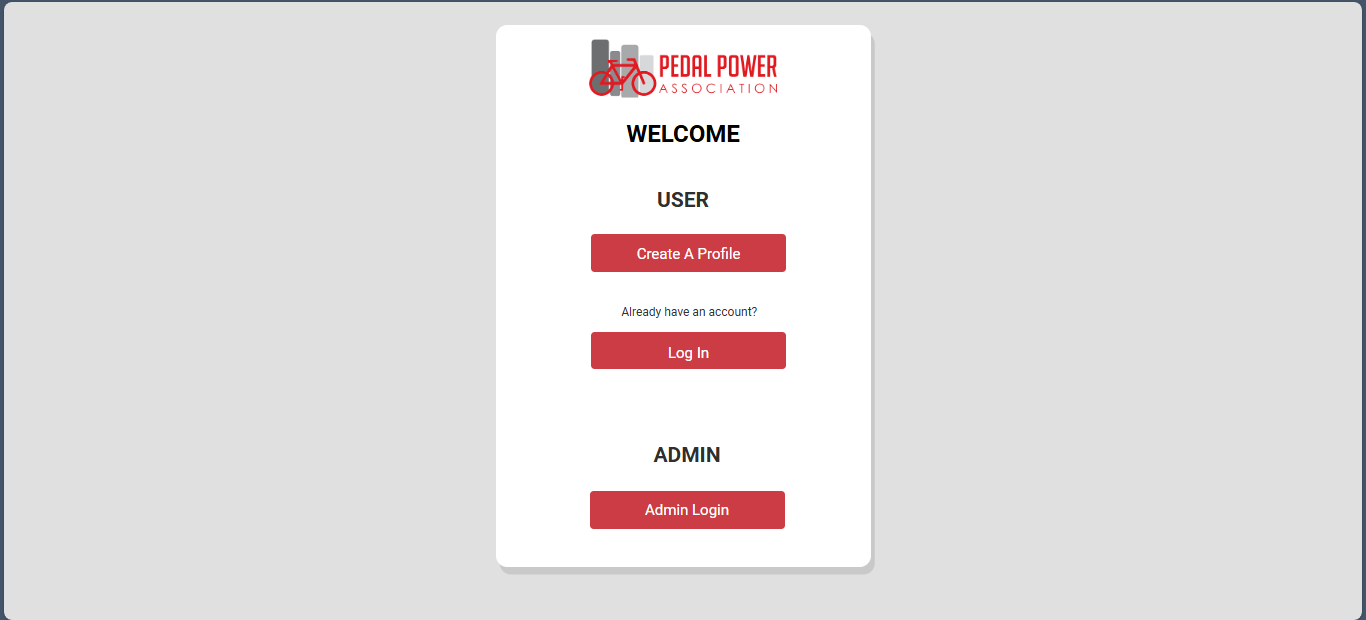 PEDAL POWER
ASSOCIATION
WELCOME
USER
Create A Profile
Already have an account?
Log In
ADMIN
Admin Login